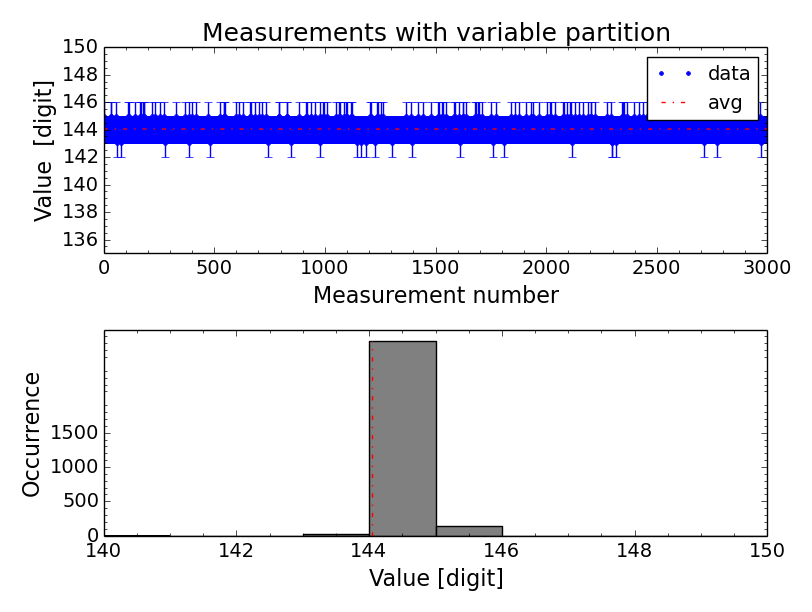 Measurements with variable partition
150
148
146
144
142
140
138
136
Value [digit]
data
avg
0 500 1000 1500 2000 2500 3000
Measurement number
1500
1000
500
0
Occurrence
140 142 144 146 148 150
Value [digit]